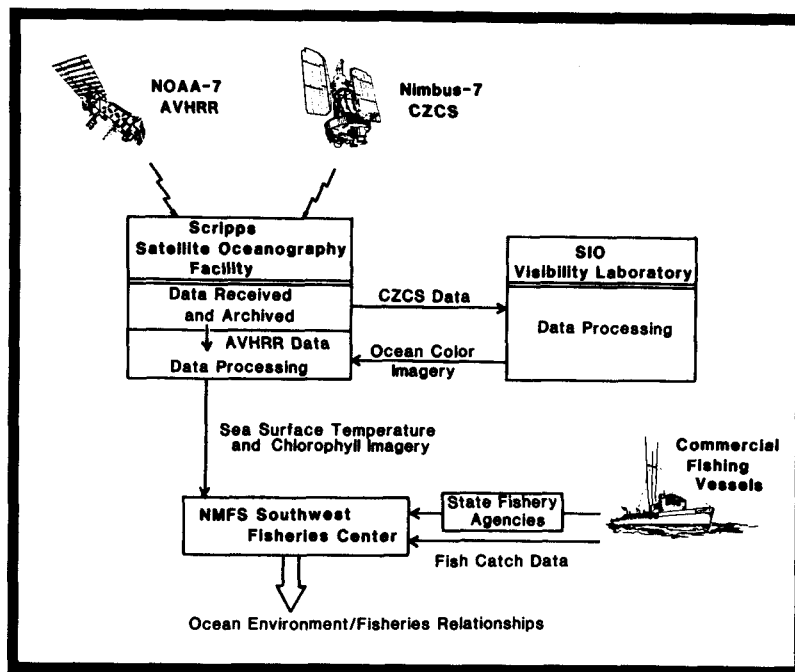 NOAA-7
AVHRR
Nimbus-7
CZCS
Scripps
Satellite Oceanography
Facility
Data Received
and Archived
AVHRR Data
Data Processing
CZCS Data
Ocean Color
Imagery
SIO
Visibility Laboratory
Data Processing
Sea Surface Temperature
and Chlorophyll Imagery
Commercial
Fishing
Vessels
State Fishery
Agencies
Fish Catch Data
NMFS Southwest
Fisheries Center
Ocean Environment/Fisheries Relationships